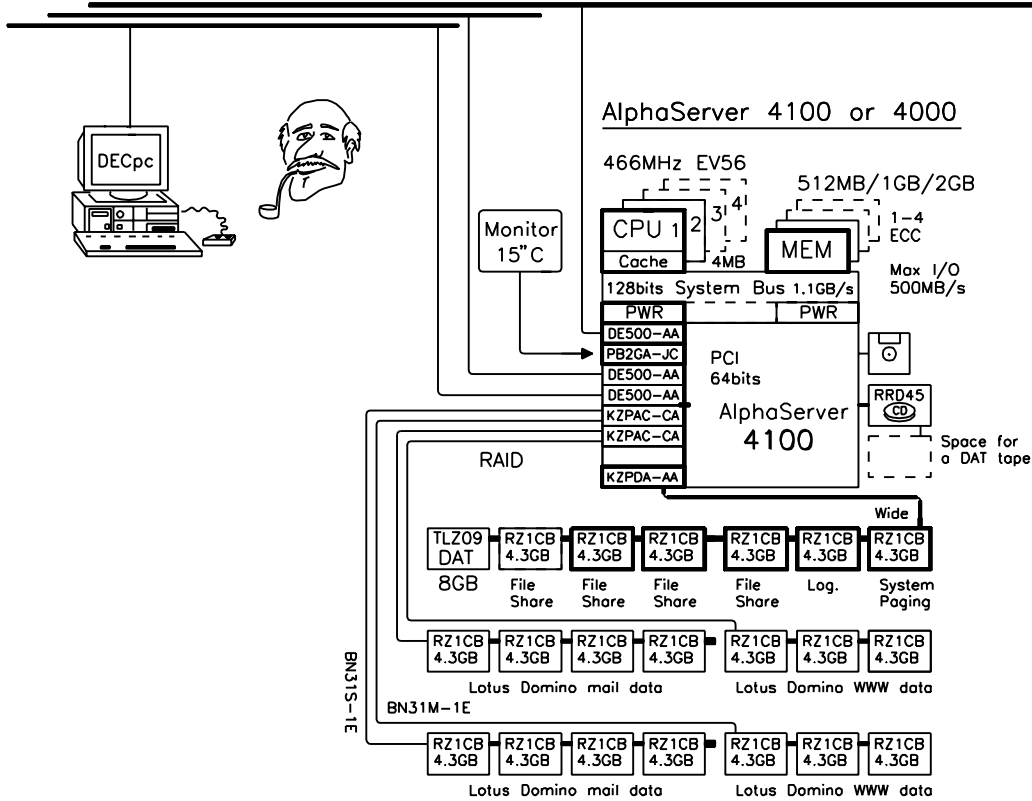 AlphaServer 4100 or 4000
DECpc
466MHz EV56
512MB/1GB/2GB
4
3
2
CPU 1
Cache
4MB
MEM
1-4
ECC
Monitor
15"C
Max I/O
500MB/s
128bits System Bus 1.1GB/s
PWR
PWR
DE500-AA
PB2GA-JC
DE500-AA
DE500-AA
KZPAC-CA
KZPAC-CA
KZPDA-AA
PCI
64bits
AlphaServer
4100
RRD45
CD
Space for
a DAT tape
RAID
Wide
TLZ09
DAT
8GB
RZ1CB
4.3GB
File
Share
RZ1CB
4.3GB
File
Share
RZ1CB
4.3GB
File
Share
RZ1CB
4.3GB
File
Share
RZ1CB
4.3GB
Log.
RZ1CB
4.3GB
System
Paging
RZ1CB RZ1CB RZ1CB RZ1CB RZ1CB RZ1CB RZ1CB
4.3GB 4.3GB 4.3GB 4.3GB 4.3GB 4.3GB 4.3GB
Lotus Domino mail data
Lotus Domino WWW data
BN31S-1E
BN31M-1E
RZ1CB RZ1CB RZ1CB RZ1CB RZ1CB RZ1CB RZ1CB
4.3GB 4.3GB 4.3GB 4.3GB 4.3GB 4.3GB 4.3GB
Lotus Domino mail data
Lotus Domino WWW data